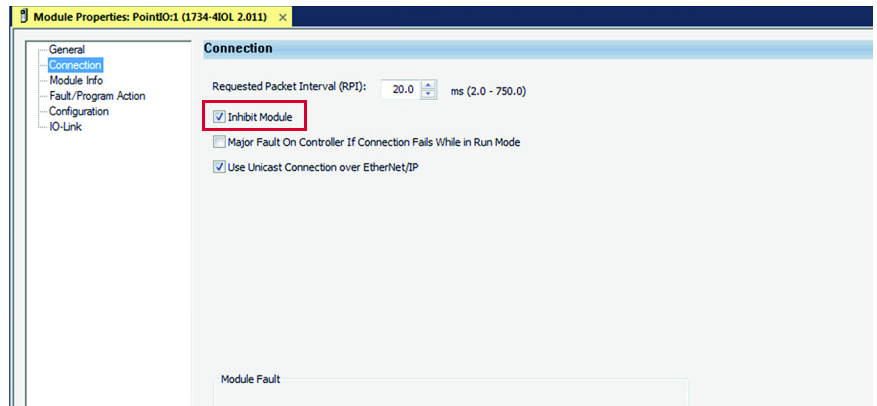 Module Properties: PointIO:1 (1734-4IOL 2.011)
General
Connection
Module Info
Fault/Program Action
Configuration
IO-Link
Connection
Requested Packet Interval (RPI): 20.0 ms (2.0 - 750.0)
Inhibit Module
Major Fault On Controller If Connection Fails While in Run Mode
Use Unicast Connection over EtherNet/IP
Module Fault